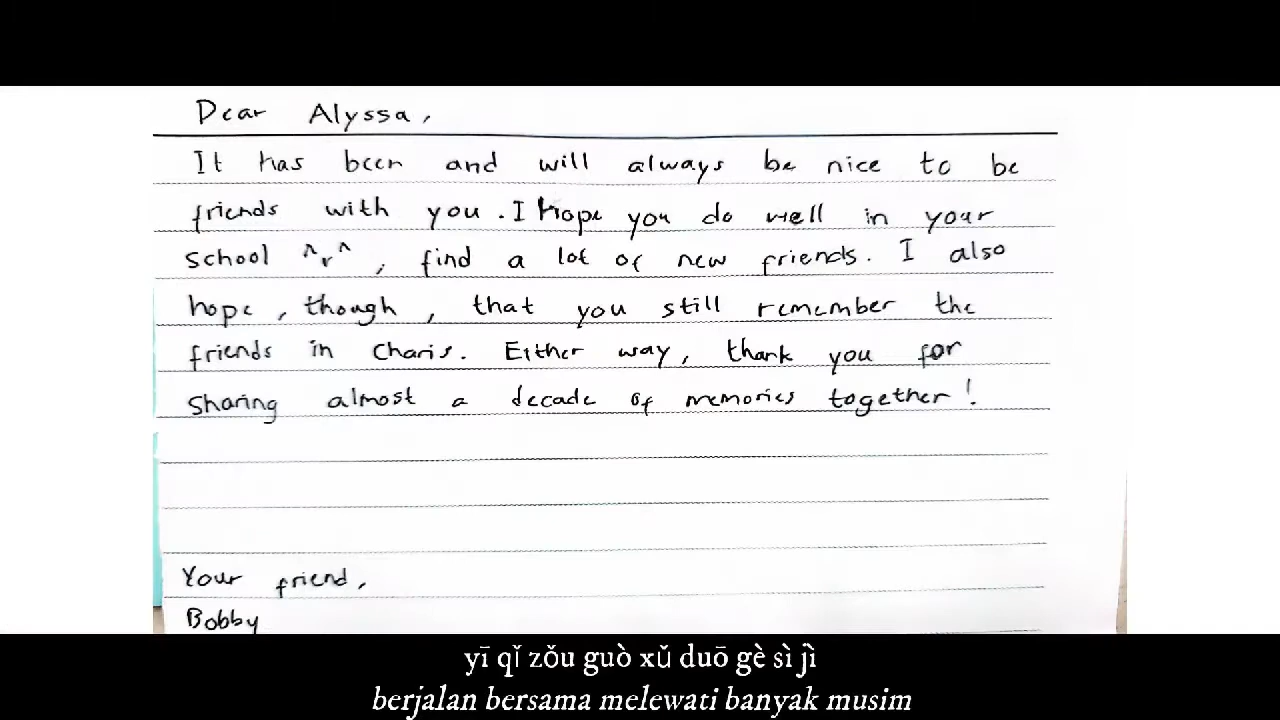 Dear Alyssa,
It has been and will always be nice to be
friends with you. I hope you do well in your
school ^r^, find a lot of new friends. I also
hope, though, that you still remember the
friends in Charis. Either way, thank you for
sharing almost a decade of memories together!
Your friend,
Bobby
yī qǐ zǒu guò xǔ duō gè sì jì
berjalan bersama melewati banyak musim